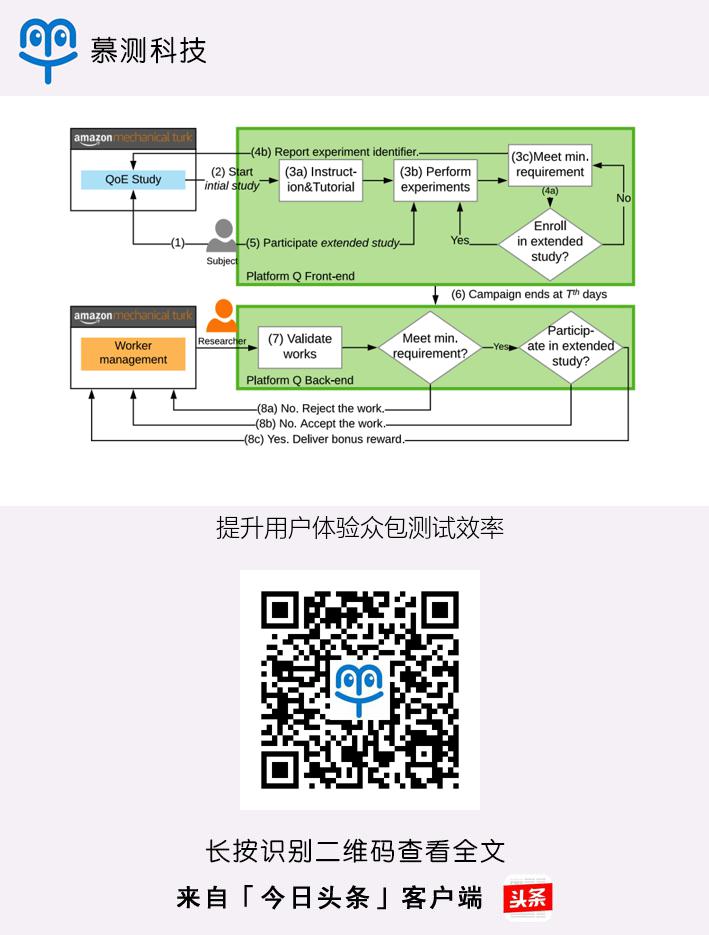 慕测科技
amazon mechanical turk
QoE Study
(4b) Report experiment identifier.
(2) Start
intial study
(3a) Instruct-
ion&Tutorial
(3b) Perform
experiments
(3c)Meet min.
requirement
(4a)
No
Enroll
in extended
study?
Yes
(1)
Subject
(5) Participate extended study
Platform Q Front-end
(6) Campaign ends at Tth days
amazon mechanical turk
Worker
management
Researcher
(7) Validate
works
Meet min.
requirement?
Yes
Particip-
ate in extended
study?
Platform Q Back-end
(8a) No. Reject the work.
(8b) No. Accept the work.
(8c) Yes. Deliver bonus reward.
提升用户体验众包测试效率
长按识别二维码查看全文
来自「今日头条」客户端
头条